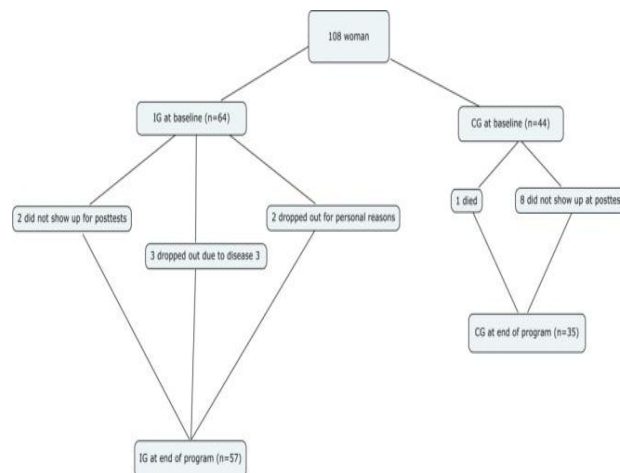 108 woman
IG at baseline (n=64)
CG at baseline (n=44)
2 did not show up for posttests
3 dropped out due to disease 3
2 dropped out for personal reasons
1 died
8 did not show up at posttes
CG at end of program (n=35)
IG at end of program (n=57)